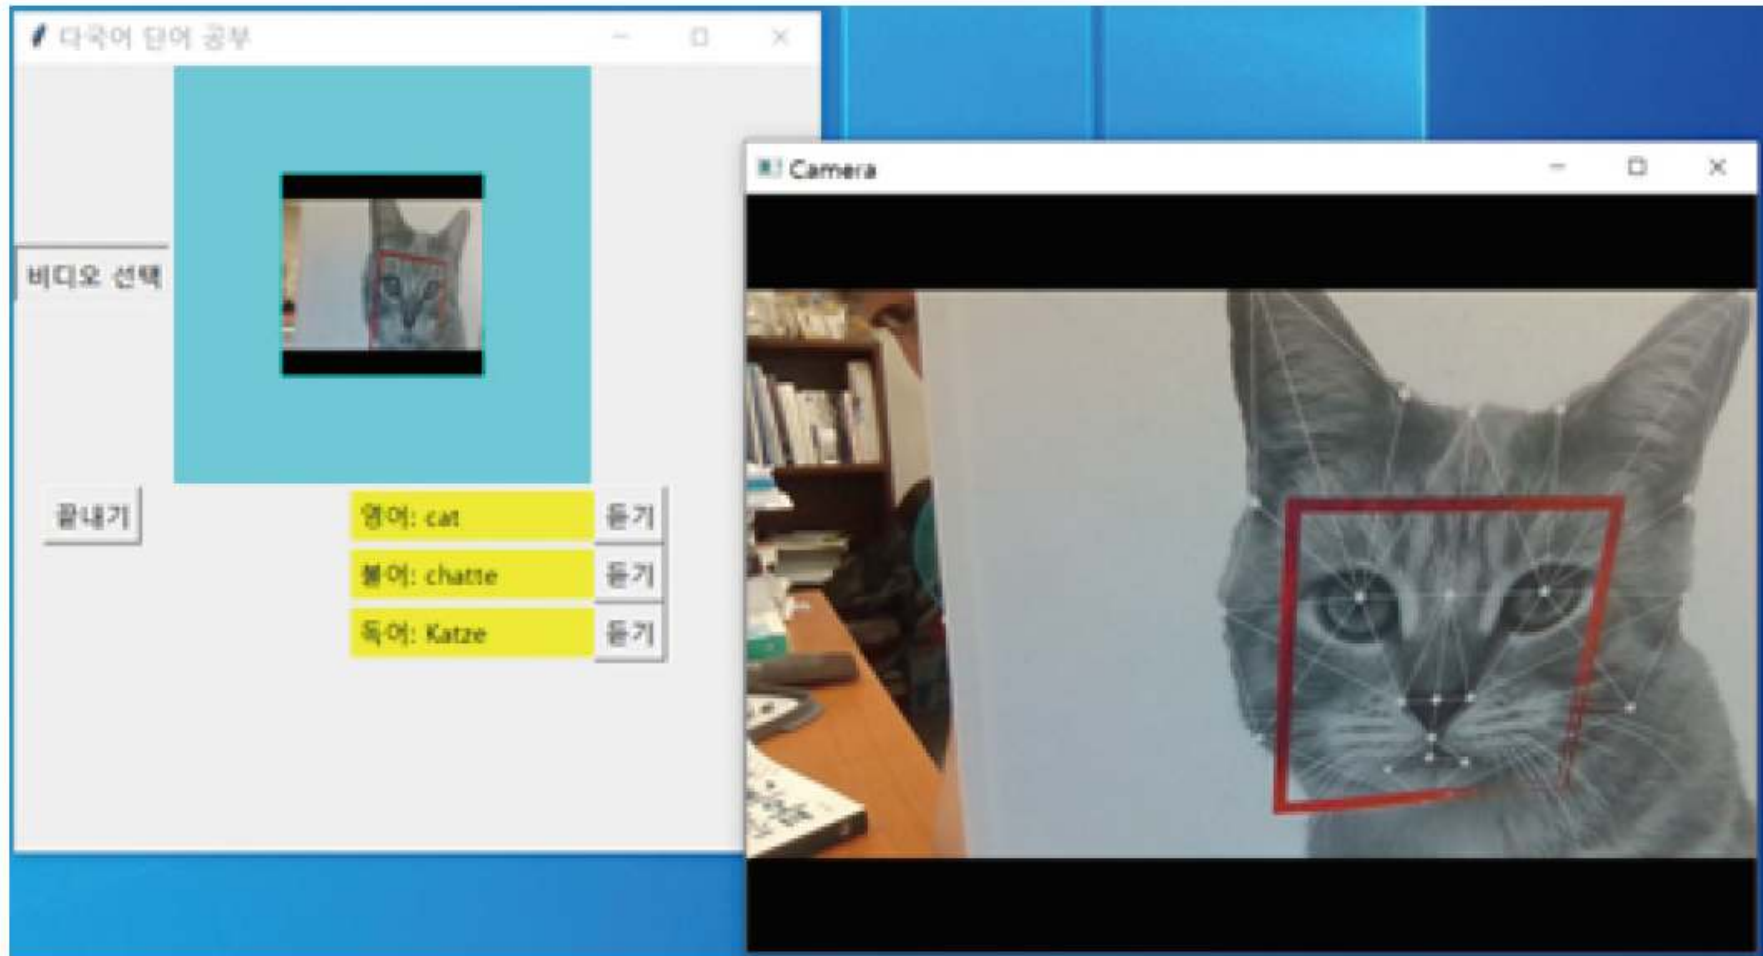 다국어 단어 공부
비디오 선택
끝내기
영어: cat 듣기
불어: chatte 듣기
독어: Katze 듣기
Camera